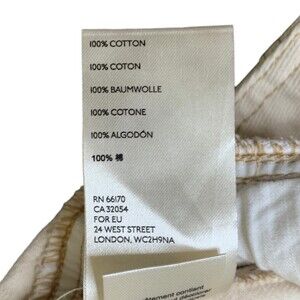 100% COTTON
100% COTON
100% BAUMWOLLE
100% COTONE
100% ALGODÓN
100% 棉
RN 66170
CA 32054
FOR EU
24 WEST STREET
LONDON, WC2H9NA
contient